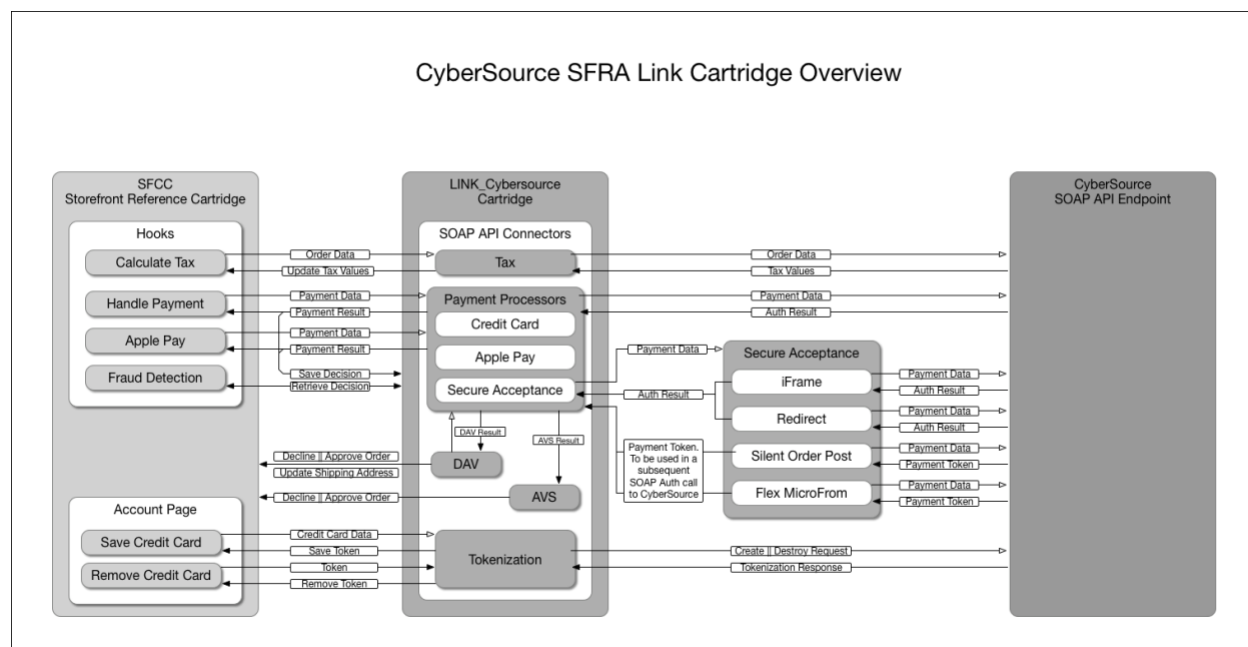 CyberSource SFRA Link Cartridge Overview
SFCC
Storefront Reference Cartridge
LINK_Cybersource
Cartridge
CyberSource
SOAP API Endpoint
Hooks
SOAP API Connectors
Calculate Tax
Order Data
Update Tax Values
Tax
Order Data
Tax Values
Handle Payment
Payment Data
Payment Result
Payment Processors
Payment Data
Auth Result
Credit Card
Apple Pay
Payment Data
Payment Result
Apple Pay
Payment Data
Secure Acceptance
Fraud Detection
Save Decision
Retrieve Decision
Secure Acceptance
Auth Result
iFrame
Payment Data
Auth Result
Redirect
Payment Data
Auth Result
DAV Result
AVS Result
Payment Token.
To be used in a
subsequent
SOAP Auth call
to CyberSource
Silent Order Post
Payment Data
Payment Token
Decline || Approve Order
Update Shipping Address
DAV
Flex MicroFrom
Payment Data
Payment Token
Decline || Approve Order
AVS
Account Page
Save Credit Card
Credit Card Data
Save Token
Tokenization
Create || Destroy Request
Tokenization Response
Remove Credit Card
Token
Remove Token